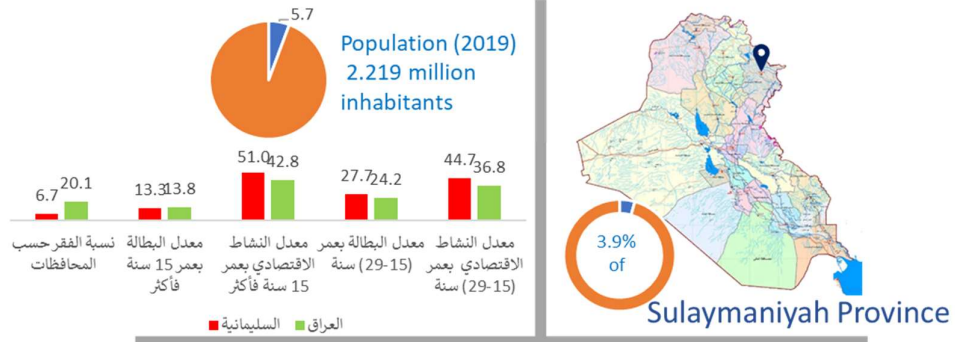 5.7
Population (2019)
2.219 million
inhabitants
6.7
20.1
13.3
13.8
51.0
42.8
27.7
24.2
44.7
36.8
نسبة الفقر حسب
المحافظات
معدل البطالة
بعمر 15 سنة
فأكثر
معدل النشاط
الاقتصادي بعمر
15 سنة فأكثر
معدل البطالة بعمر
(15-29) سنة
معدل النشاط
الاقتصادي بعمر
(15-29) سنة
السليمانية
العراق
3.9%
of
Sulaymaniyah Province